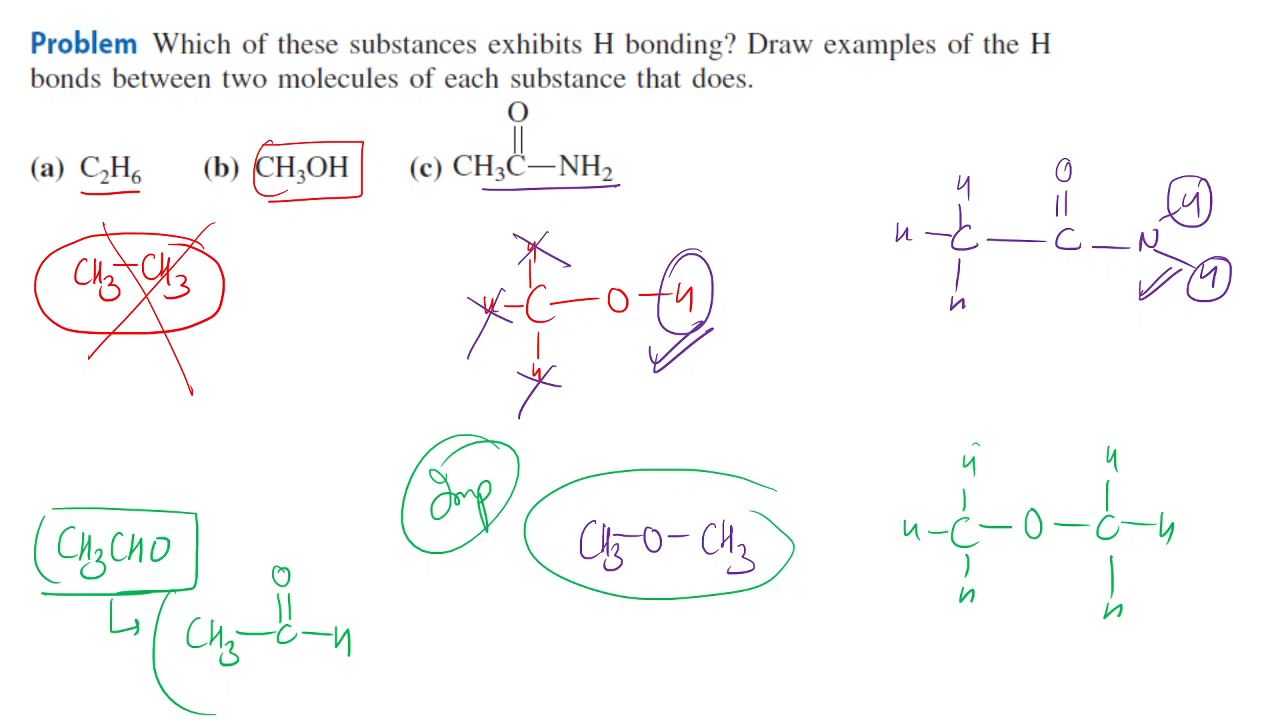 Problem Which of these substances exhibits H bonding? Draw examples of the H
bonds between two molecules of each substance that does.
O
||
(a) C₂H₆ (b) CH₃OH (c) CH₃C—NH₂
CH₃-CH₃
H
H-C-O-H
H
H O
||
H-C-C-N H
H H
Imp
CH₃-O-CH₃
H H
H-C-O-C-H
H H
CH₃CHO
O
||
CH₃-C-H